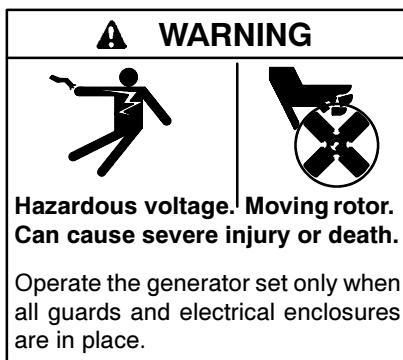 WARNING
Hazardous voltage. Moving rotor.
Can cause severe injury or death.
Operate the generator set only when
all guards and electrical enclosures
are in place.